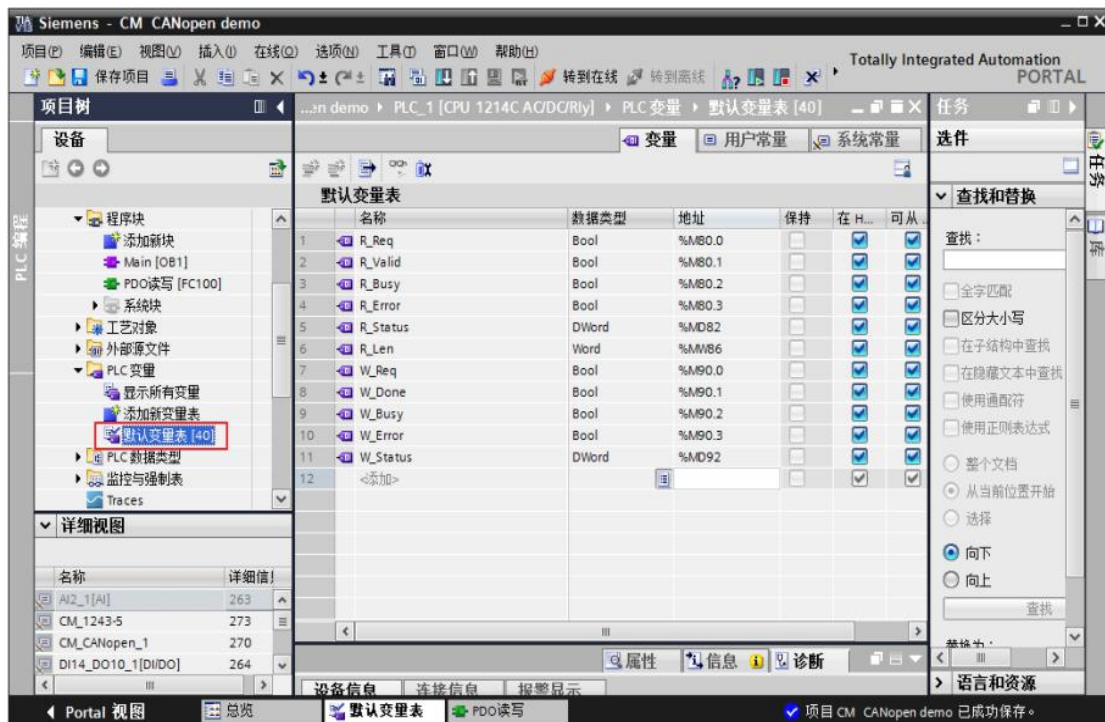 Siemens - CM CANopen demo
项目(P) 编辑(E) 视图(V) 插入(I) 在线(O) 选项(N) 工具(T) 窗口(W) 帮助(H)
Totally Integrated Automation
PORTAL
保存项目 转到在线 转到离线
项目树
...en demo PLC_1 [CPU 1214C AC/DC/Rly] PLC 变量 默认变量表 [40]
任务
设备
变量 用户常量 系统常量
选件
默认变量表
查找和替换
名称 数据类型 地址 保持 在 H... 可从 ..
1 R_Req Bool %M80.0
2 R_Valid Bool %M80.1
3 R_Busy Bool %M80.2
4 R_Error Bool %M80.3
5 R_Status DWord %MD82
6 R_Len Word %MW86
7 W_Req Bool %M90.0
8 W_Done Bool %M90.1
9 W_Busy Bool %M90.2
10 W_Error Bool %M90.3
11 W_Status DWord %MD92
12 <添加>
程序块
添加新块
Main [OB1]
PDO读写 [FC100]
系统块
工艺对象
外部源文件
PLC 变量
显示所有变量
添加新变量表
默认变量表 [40]
PLC 数据类型
监控与强制表
Traces
详细视图
名称 详细信息
AI2_1[AI] 263
CM_1243-5 273
CM_CANopen_1 270
DI14_DO10_1[DI/DO] 264
查找：
全字匹配
区分大小写
在子结构中查找
在隐藏文本中查找
使用通配符
使用正则表达式
整个文档
从当前位置开始
选择
向下
向上
查找
替换为：
语言和资源
属性 信息 诊断
设备信息 连接信息 报警显示
PLC 编程
任务
库
Portal 视图 总览 默认变量表 PDO读写
项目 CM CANopen demo 已成功保存。